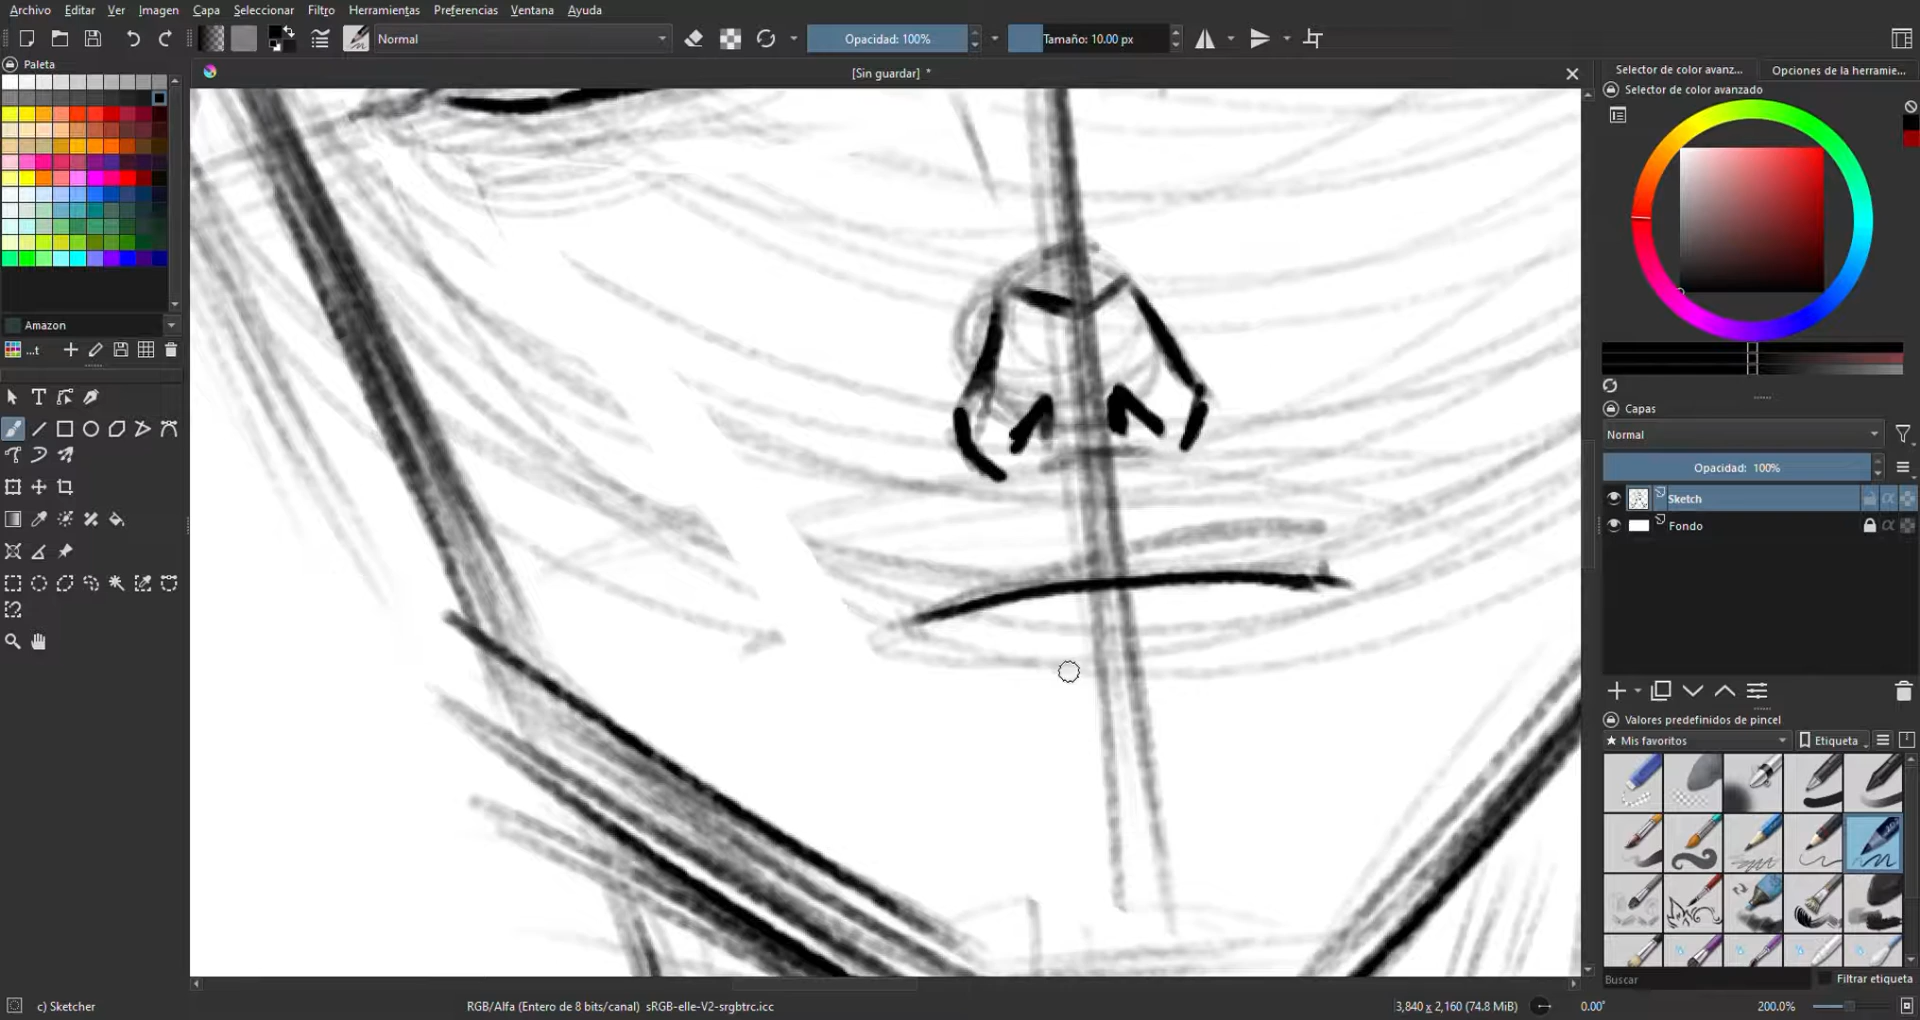 Archivo Editar Ver Imagen Capa Seleccionar Filtro Herramientas Preferencias Ventana Ayuda
Normal
Opacidad: 100%
Tamaño: 10.00 px
Paleta
[Sin guardar] *
Selector de color avanz...
Opciones de la herramie...
Selector de color avanzado
Amazon
...t
Capas
Normal
Opacidad: 100%
Sketch
Fondo
Valores predefinidos de pincel
★ Mis favoritos
Etiqueta
Buscar
Filtrar etiqueta
c) Sketcher
RGB/Alfa (Entero de 8 bits/canal) sRGB-elle-V2-srgbtrc.icc
3,840 x 2,160 (74.8 MiB)
0.00°
200.0%